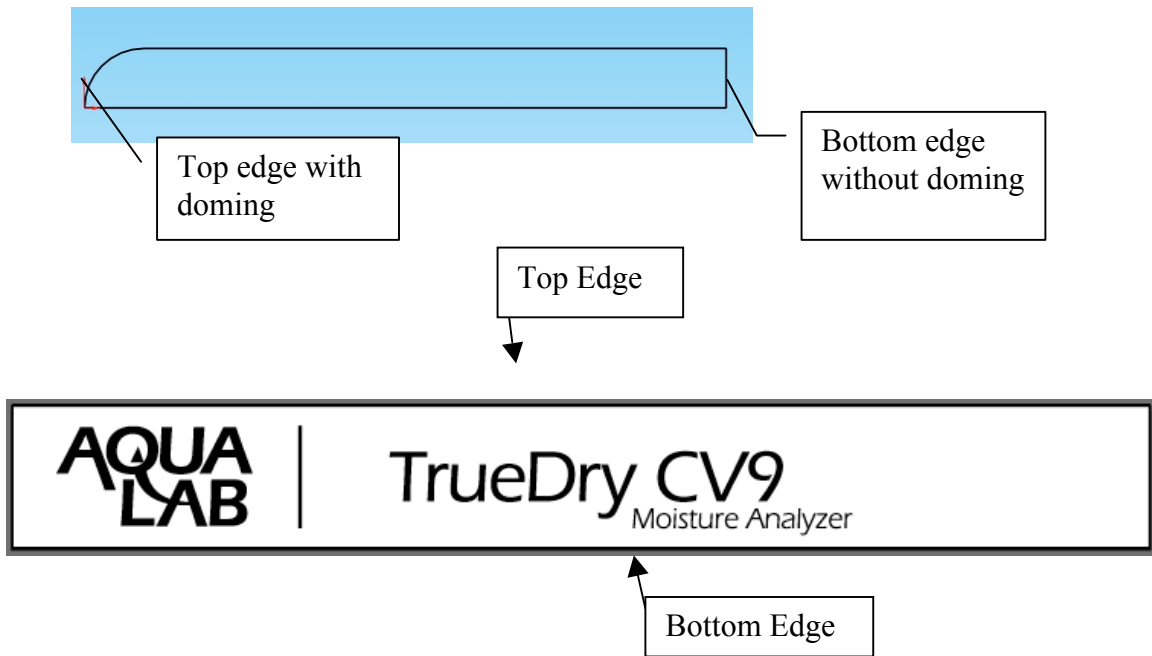 Top edge with
doming
Bottom edge
without doming
Top Edge
AQUA
LAB
TrueDry CV9
Moisture Analyzer
Bottom Edge